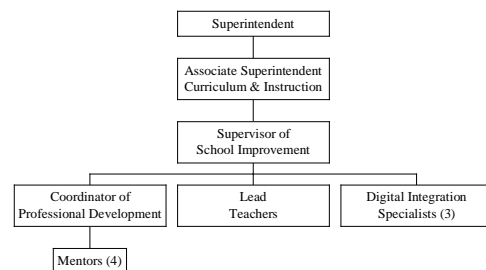 Superintendent
Associate Superintendent
Curriculum & Instruction
Supervisor of
School Improvement
Coordinator of
Professional Development
Lead
Teachers
Digital Integration
Specialists (3)
Mentors (4)